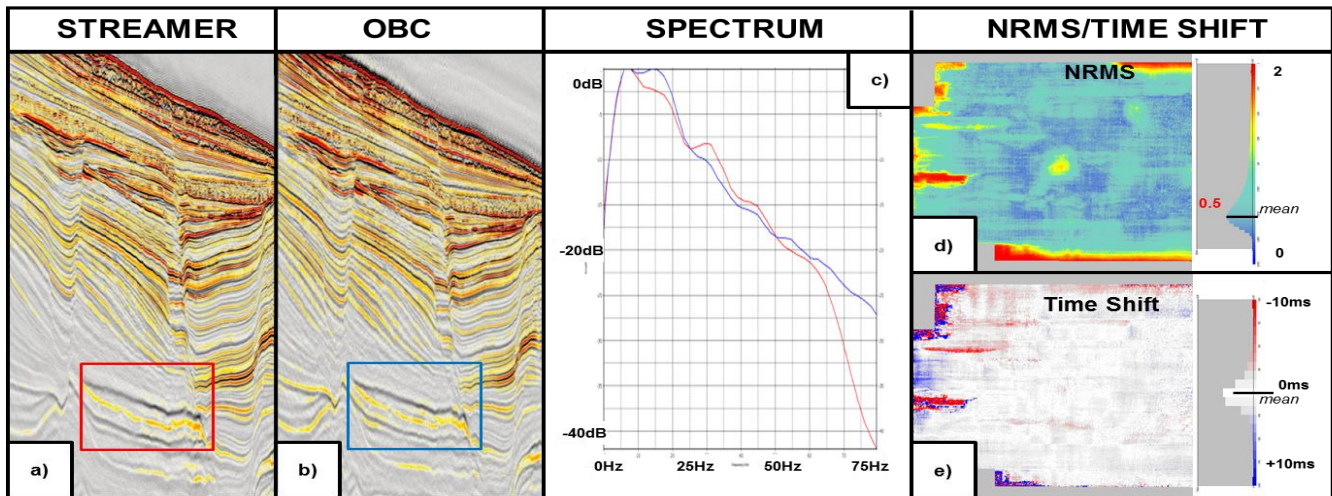 STREAMER
OBC
SPECTRUM
NRMS/TIME SHIFT
a)
b)
c)
0dB
-20dB
-40dB
0Hz
25Hz
50Hz
75Hz
NRMS
2
0.5
mean
0
d)
Time Shift
-10ms
0ms
mean
+10ms
e)